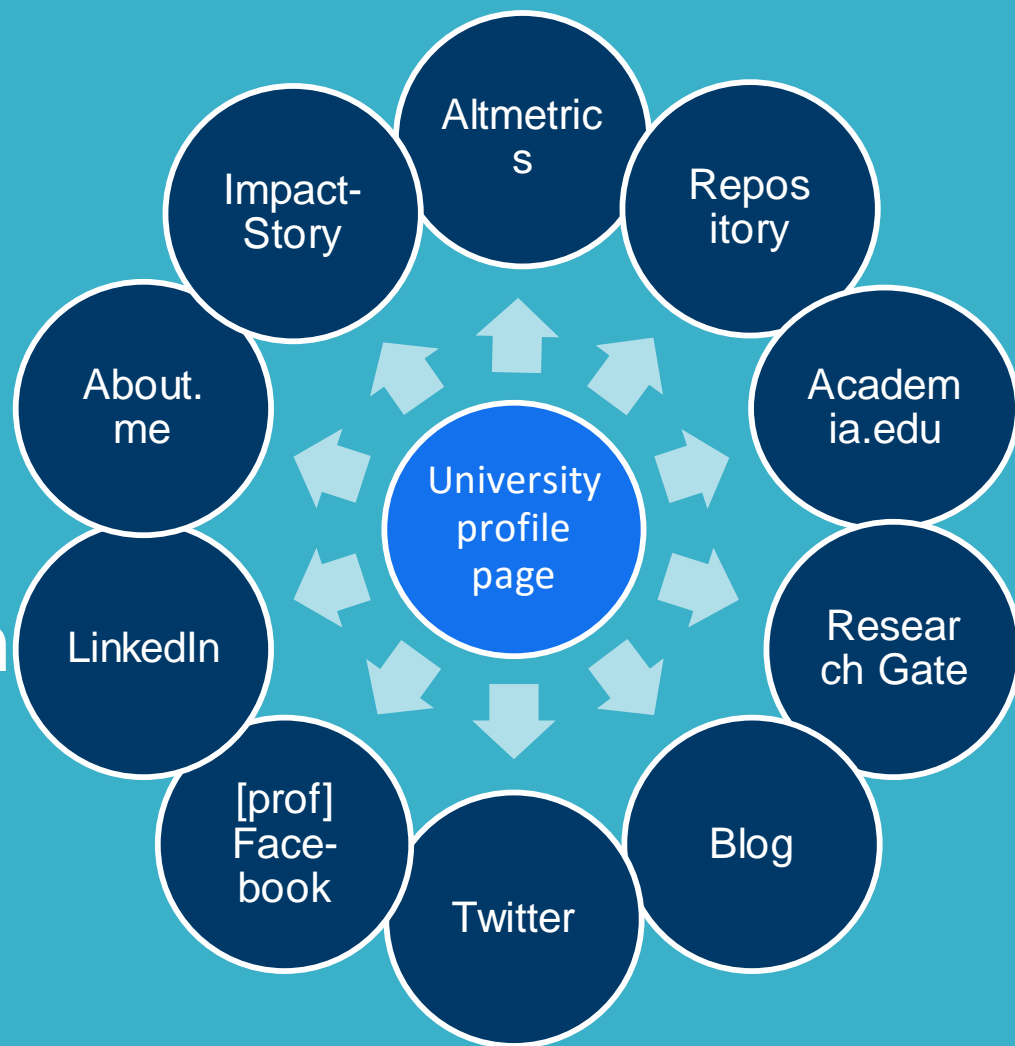 Altmetric
s
Repos
itory
Academ
ia.edu
Resear
ch Gate
Blog
Twitter
[prof]
Face-
book
LinkedIn
About.
me
Impact-
Story
University
profile
page